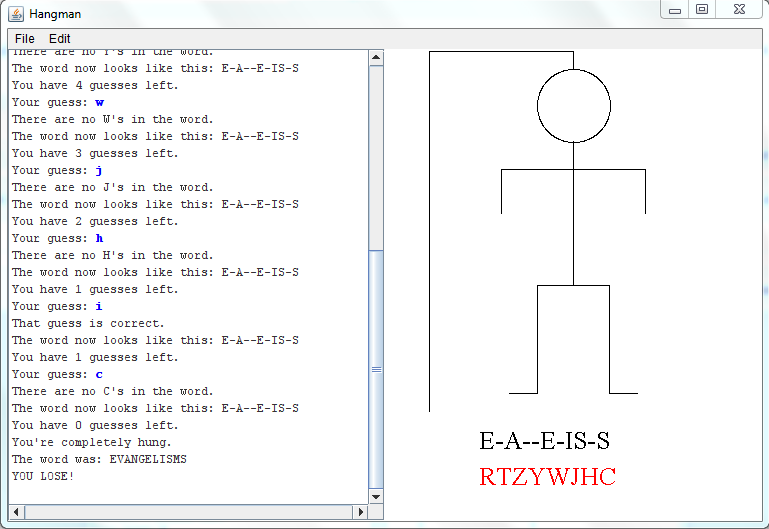 Hangman
File Edit
There are no Y's in the word.
The word now looks like this: E-A--E-IS-S
You have 4 guesses left.
Your guess: w
There are no W's in the word.
The word now looks like this: E-A--E-IS-S
You have 3 guesses left.
Your guess: j
There are no J's in the word.
The word now looks like this: E-A--E-IS-S
You have 2 guesses left.
Your guess: h
There are no H's in the word.
The word now looks like this: E-A--E-IS-S
You have 1 guesses left.
Your guess: i
That guess is correct.
The word now looks like this: E-A--E-IS-S
You have 1 guesses left.
Your guess: c
There are no C's in the word.
The word now looks like this: E-A--E-IS-S
You have 0 guesses left.
You're completely hung.
The word was: EVANGELISMS
YOU LOSE!
E-A--E-IS-S
RTZYWJHC